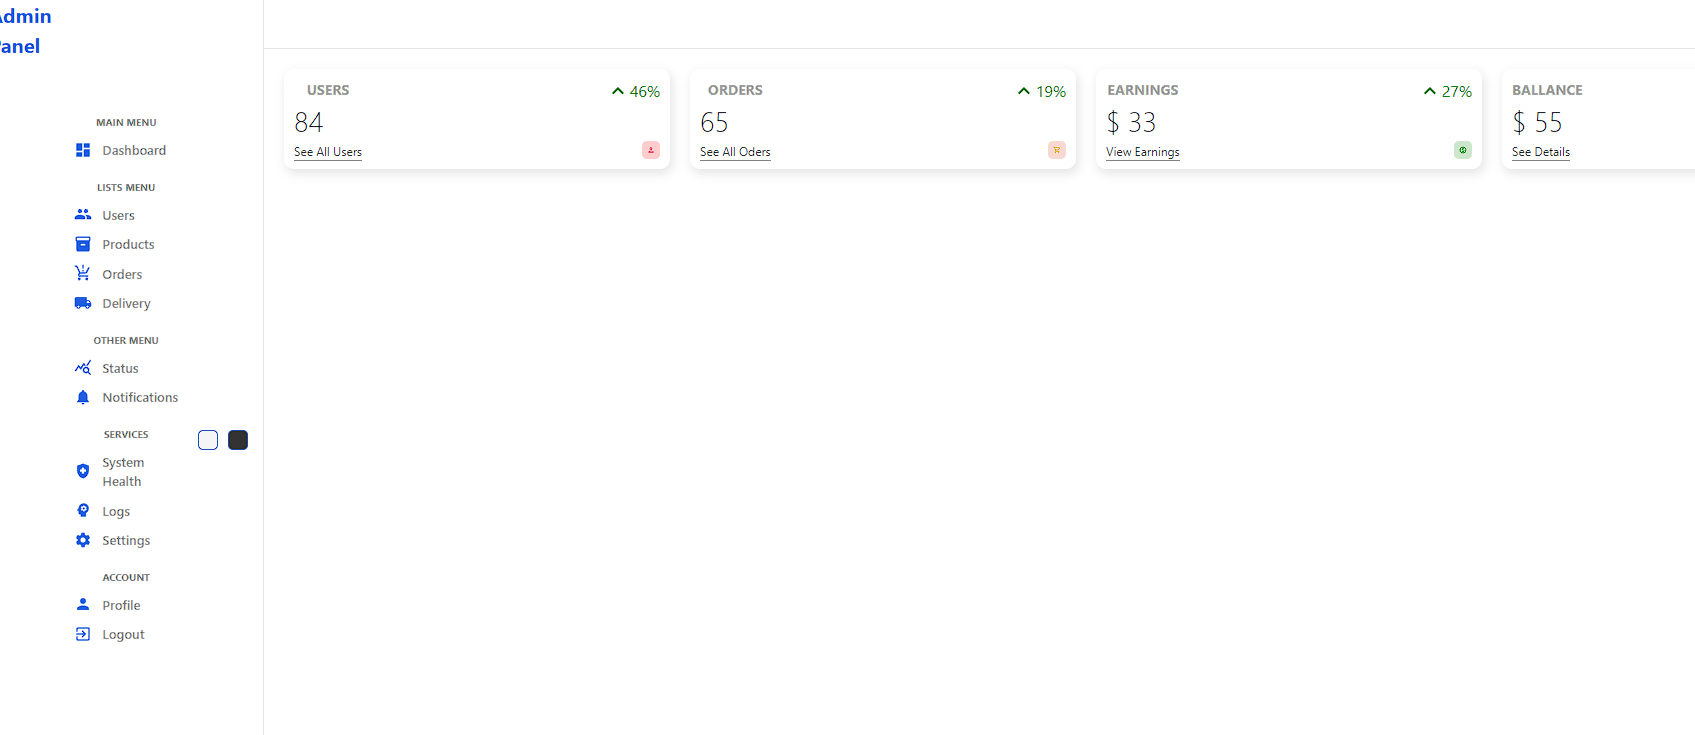 Admin
Panel
MAIN MENU
Dashboard
LISTS MENU
Users
Products
Orders
Delivery
OTHER MENU
Status
Notifications
SERVICES
System
Health
Logs
Settings
ACCOUNT
Profile
Logout
USERS 46%
84
See All Users
ORDERS 19%
65
See All Oders
EARNINGS 27%
$ 33
View Earnings
BALLANCE
$ 55
See Details